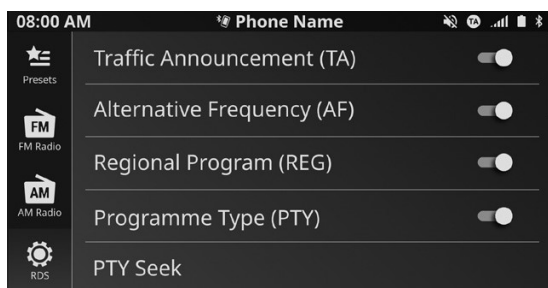 08:00 AM Phone Name TA
Presets
Traffic Announcement (TA)
FM
FM Radio
Alternative Frequency (AF)
Regional Program (REG)
AM
AM Radio
Programme Type (PTY)
RDS
PTY Seek